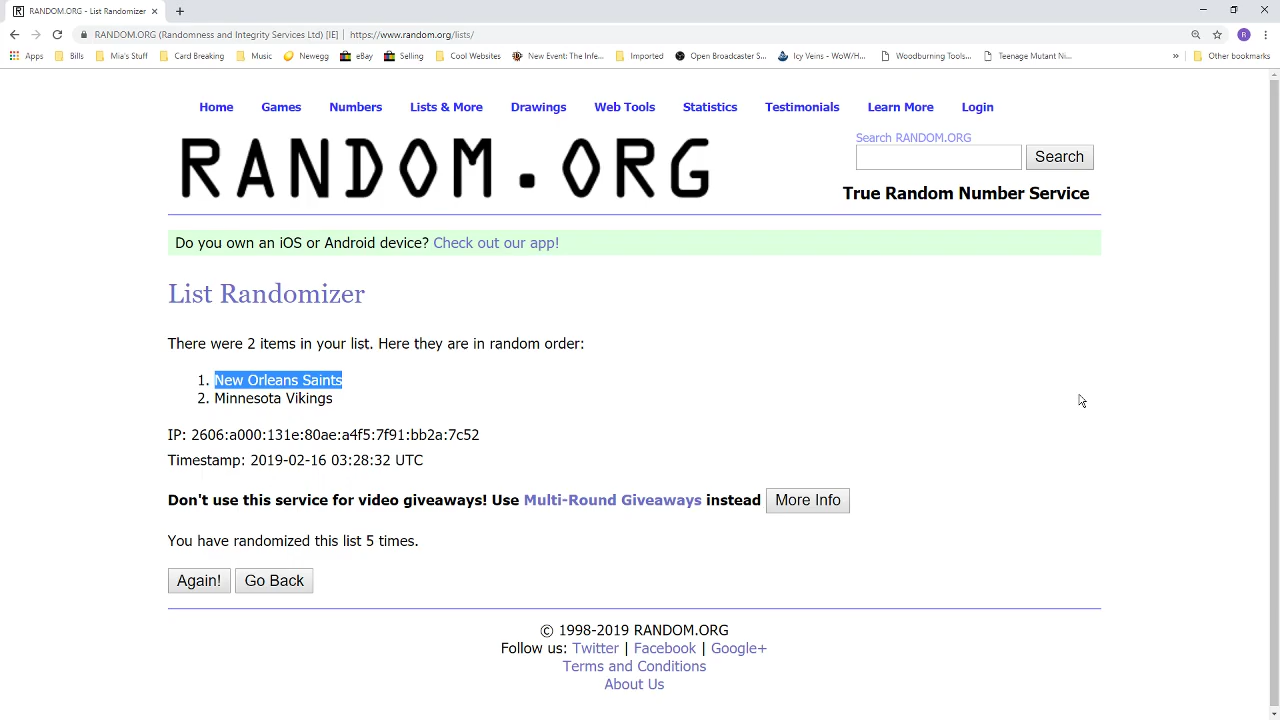 RANDOM.ORG - List Randomizer
RANDOM.ORG (Randomness and Integrity Services Ltd) [IE] | https://www.random.org/lists/
Apps Bills Mia's Stuff Card Breaking Music Newegg eBay Selling Cool Websites New Event: The Infe... Imported Open Broadcaster S... Icy Veins - WoW/H... Woodburning Tools... Teenage Mutant Ni... » Other bookmarks
Home Games Numbers Lists & More Drawings Web Tools Statistics Testimonials Learn More Login
RANDOM.ORG
Search RANDOM.ORG
Search
True Random Number Service
Do you own an iOS or Android device? Check out our app!
List Randomizer
There were 2 items in your list. Here they are in random order:
1. New Orleans Saints
2. Minnesota Vikings
IP: 2606:a000:131e:80ae:a4f5:7f91:bb2a:7c52
Timestamp: 2019-02-16 03:28:32 UTC
Don't use this service for video giveaways! Use Multi-Round Giveaways instead More Info
You have randomized this list 5 times.
Again! Go Back
© 1998-2019 RANDOM.ORG
Follow us: Twitter | Facebook | Google+
Terms and Conditions
About Us